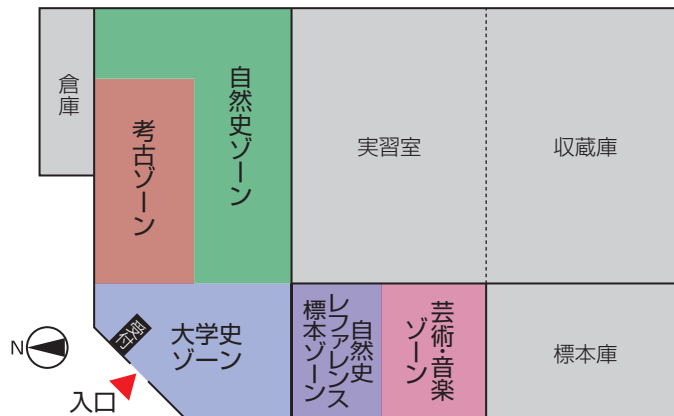 倉庫
考古ゾーン
自然史ゾーン
実習室
収蔵庫
受付
大学史
ゾーン
自然史
レファレンス
標本ゾーン
芸術・音楽
ゾーン
標本庫
N
入口